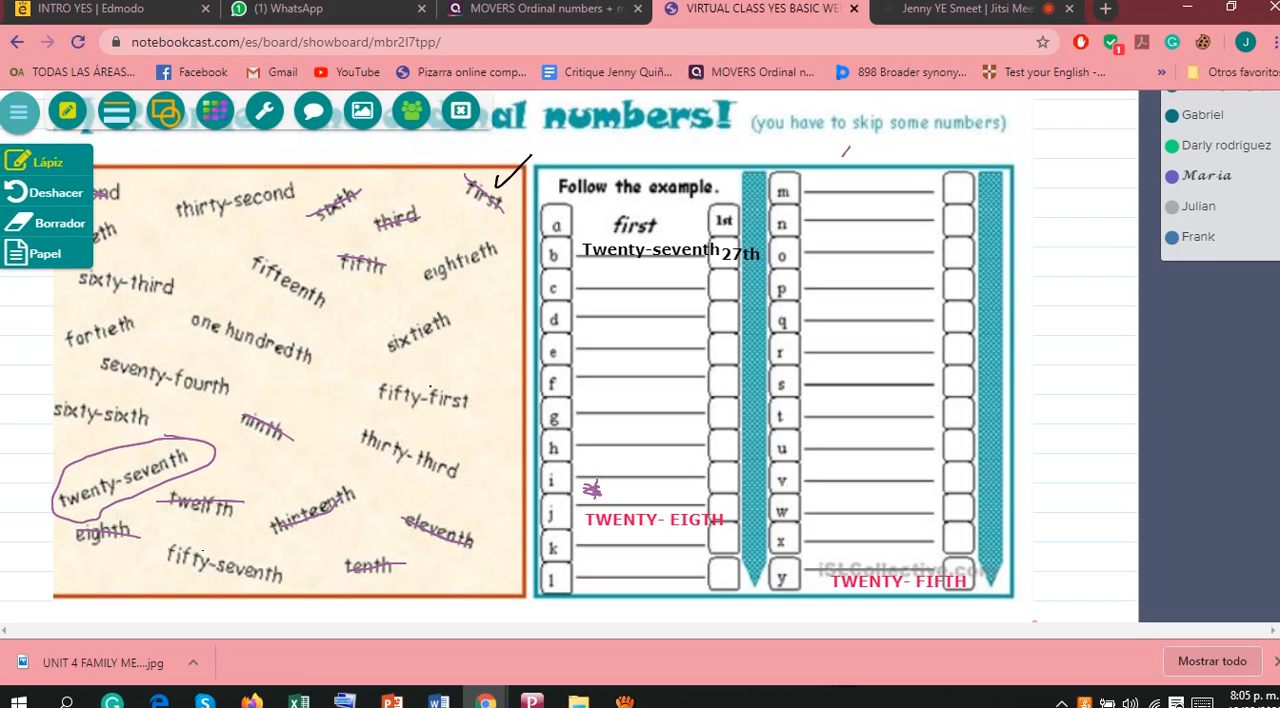 INTRO YES | Edmodo
(1) WhatsApp
MOVERS Ordinal numbers + m
VIRTUAL CLASS YES BASIC WE
Jenny YE Smeet | Jitsi Mee
notebookcast.com/es/board/showboard/mbr2l7tpp/
1
J
TODAS LAS ÁREAS...
Facebook
Gmail
YouTube
Pizarra online comp...
Critique Jenny Quiñ...
MOVERS Ordinal n...
898 Broader synony...
Test your English -...
»
Otros favoritos
al numbers!
(you have to skip some numbers)
Lápiz
Deshacer
Borrador
Papel
Gabriel
Darly rodriguez
Maria
Julian
Frank
nd
thirty-second
sixth
third
first
eth
sixty-third
fifteenth
fifth
eightieth
fortieth
one hundredth
sixtieth
seventy-fourth
fifty-first
sixty-sixth
ninth
thirty-third
twenty-seventh
twelfth
thirteenth
eleventh
eighth
fifty-seventh
tenth
Follow the example.
a first 1st
b Twenty-seventh 27th
c
d
e
f
g
h
i
j
TWENTY- EIGTH
k
l
m
n
o
p
q
r
s
t
u
v
w
x
y
iSLCollective.com
TWENTY- FIFTH
UNIT 4 FAMILY ME....jpg
Mostrar todo
8:05 p. m.